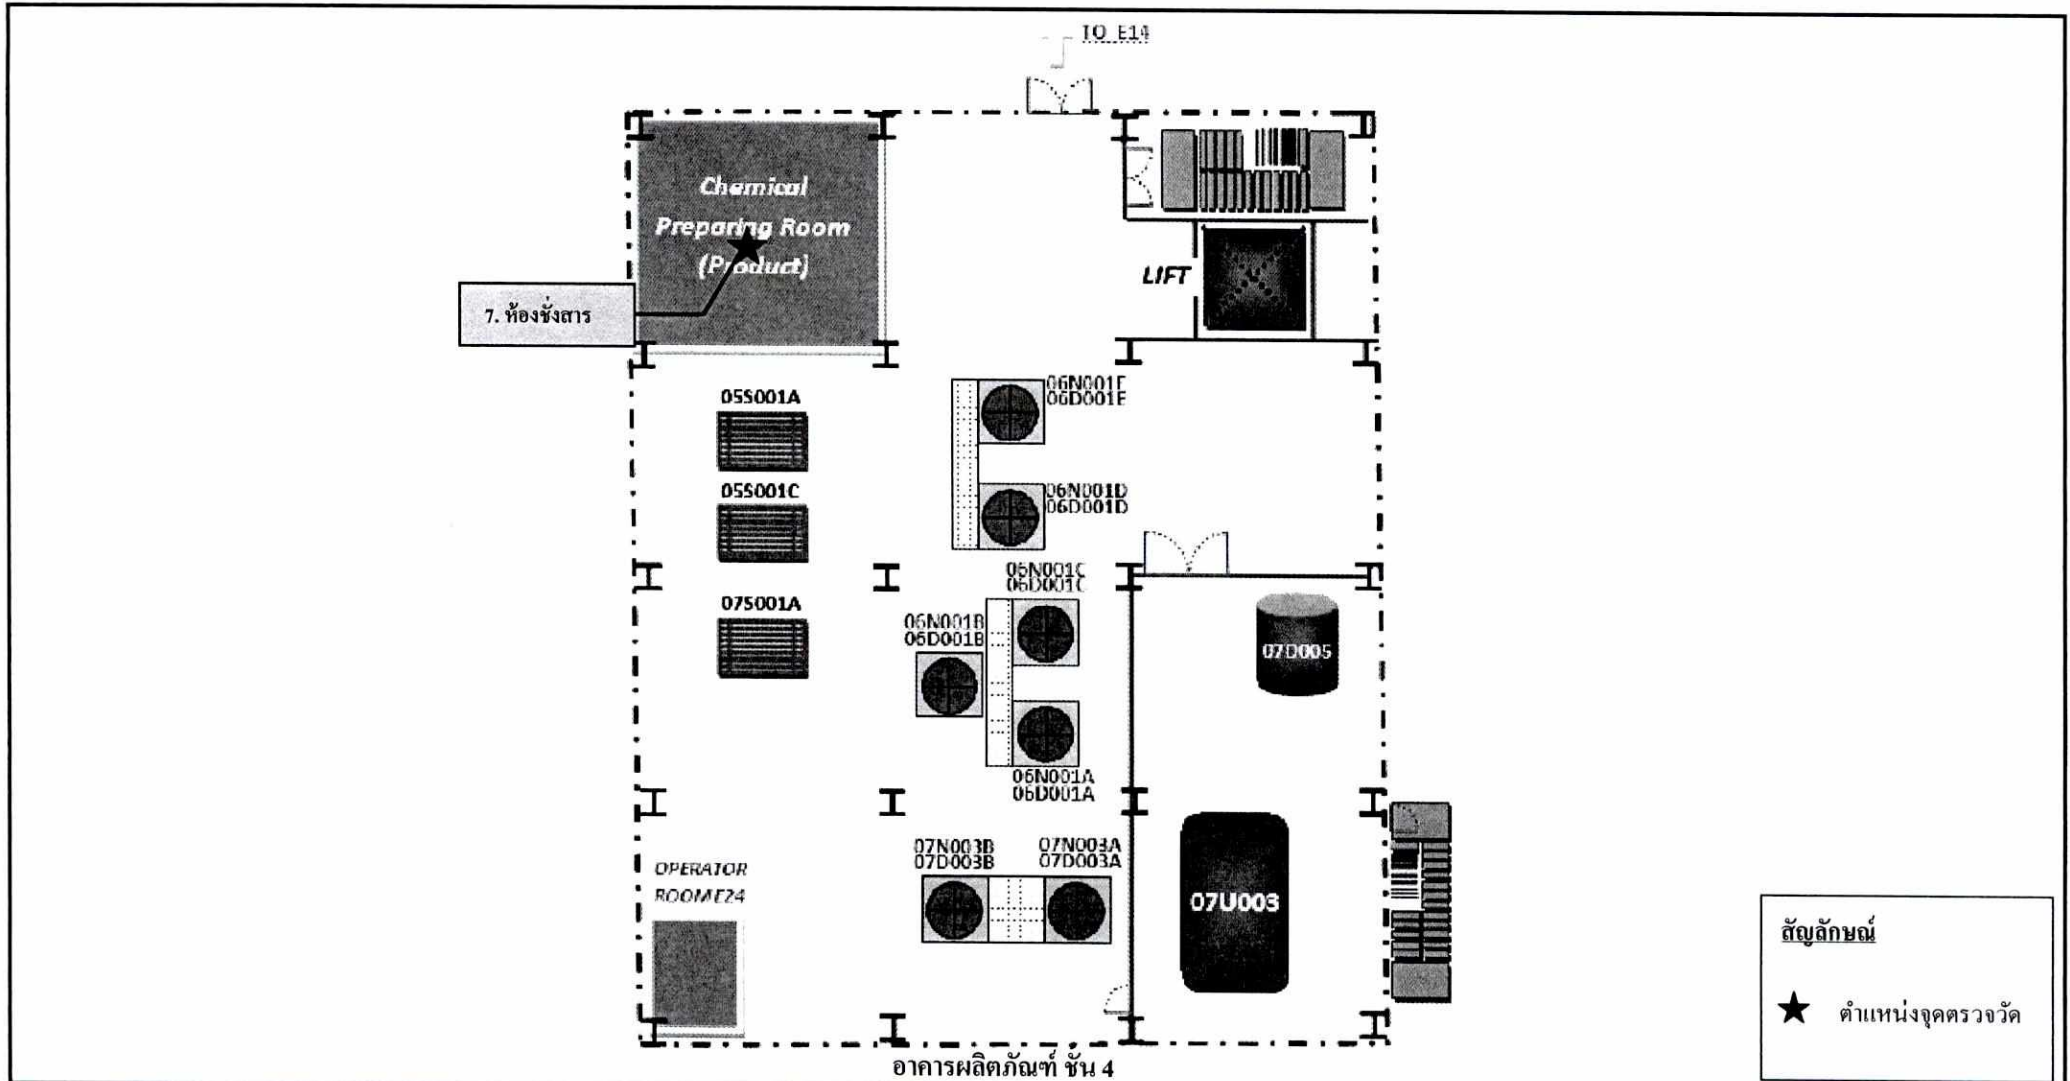 TO E14
Chemical
Preparing Room
(Product)
LIFT
7. ห้องชั่งสาร
05S001A
06N001E
06D001E
05S001C
06N001D
06D001D
06N001C
06D001C
07S001A
06N001B
06D001B
07D005
06N001A
06D001A
07N003B
07D003B
07N003A
07D003A
OPERATOR
ROOM E24
07U003
สัญลักษณ์
ตำแหน่งจุดตรวจวัด
อาคารผลิตภัณฑ์ ชั้น 4